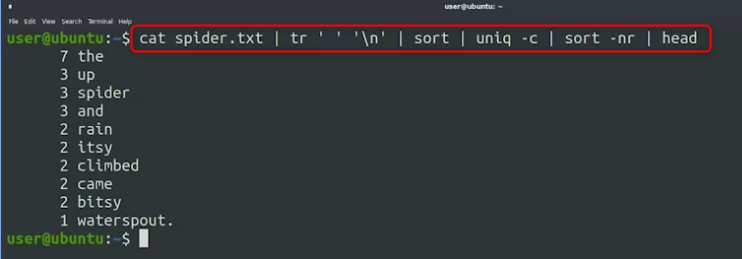 user@ubuntu: ~
File Edit View Search Terminal Help
user@ubuntu:~$ cat spider.txt | tr ' ' '\n' | sort | uniq -c | sort -nr | head
7 the
3 up
3 spider
3 and
2 rain
2 itsy
2 climbed
2 came
2 bitsy
1 waterspout.
user@ubuntu:~$